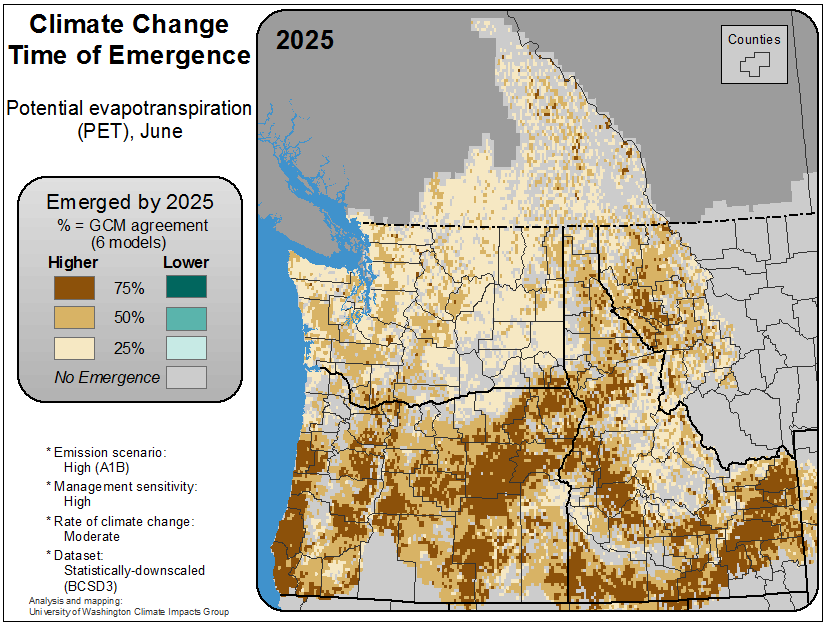 Climate Change
Time of Emergence
Potential evapotranspiration
(PET), June
Emerged by 2025
% = GCM agreement
(6 models)
Higher Lower
75%
50%
25%
No Emergence
* Emission scenario:
High (A1B)
* Management sensitivity:
High
* Rate of climate change:
Moderate
* Dataset:
Statistically-downscaled
(BCSD3)
Analysis and mapping:
University of Washington Climate Impacts Group
2025
Counties